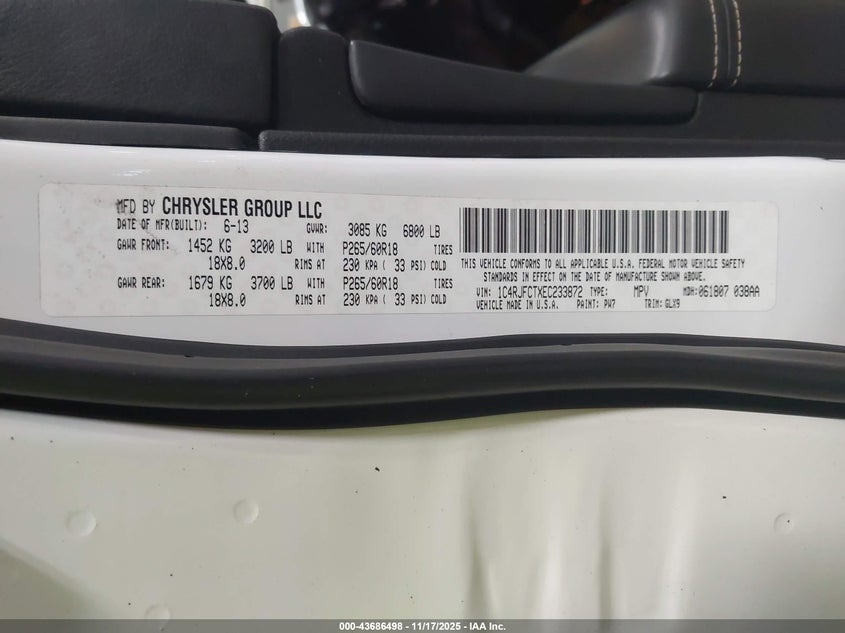 MFD BY CHRYSLER GROUP LLC
DATE OF MFR(BUILT): 6-13 GVWR: 3085 KG 6800 LB
GAWR FRONT: 1452 KG 3200 LB WITH P265/60R18 TIRES
18X8.0 RIMS AT 230 KPA ( 33 PSI) COLD
GAWR REAR: 1679 KG 3700 LB WITH P265/60R18 TIRES
18X8.0 RIMS AT 230 KPA ( 33 PSI) COLD
THIS VEHICLE CONFORMS TO ALL APPLICABLE U.S.A. FEDERAL MOTOR VEHICLE SAFETY
STANDARDS IN EFFECT ON THE DATE OF MANUFACTURE SHOWN ABOVE.
VIN: 1C4RJFCTXEC233872 TYPE: MPV MDH: 061807 038AA
VEHICLE MADE IN U.S.A. PAINT: PW7 TRIM: GLX9
000-43686498 - 11/17/2025 - IAA Inc.